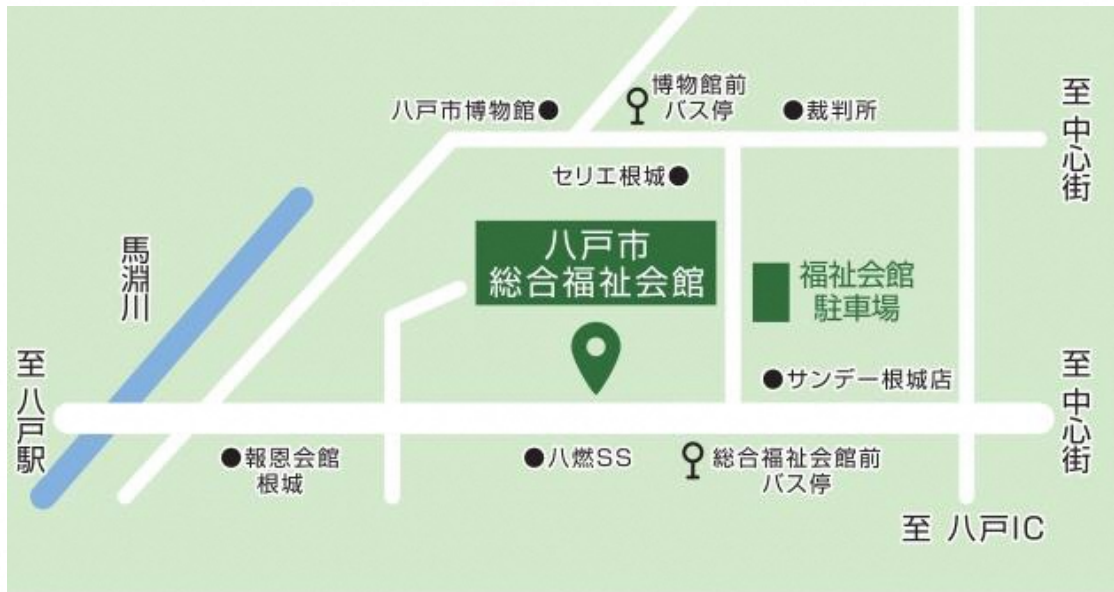 八戸市博物館
博物館前
バス停
裁判所
至 中心街
セリエ根城
八戸市
総合福祉会館
馬淵川
福祉会館
駐車場
至 八戸駅
サンデー根城店
至 中心街
報恩会館
根城
八燃SS
総合福祉会館前
バス停
至 八戸IC